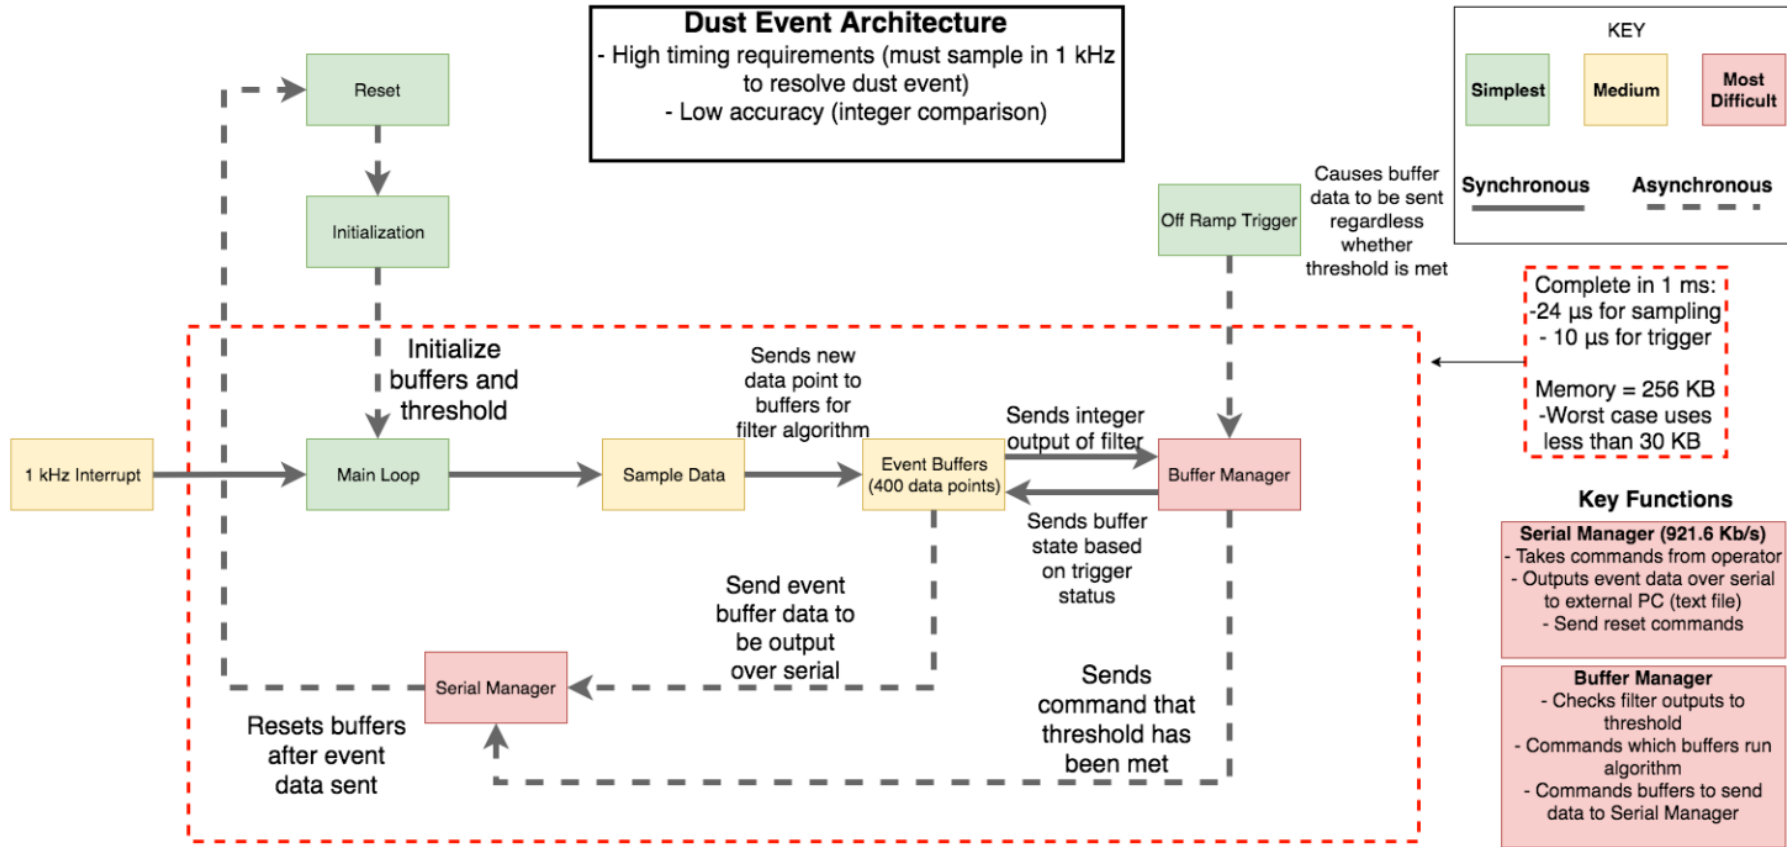 Dust Event Architecture
- High timing requirements (must sample in 1 kHz
to resolve dust event)
- Low accuracy (integer comparison)
KEY
Simplest
Medium
Most
Difficult
Synchronous
Asynchronous
Reset
Initialization
Off Ramp Trigger
Causes buffer
data to be sent
regardless
whether
threshold is met
Complete in 1 ms:
-24 µs for sampling
- 10 µs for trigger
Memory = 256 KB
-Worst case uses
less than 30 KB
Initialize
buffers and
threshold
Sends new
data point to
buffers for
filter algorithm
Sends integer
output of filter
1 kHz Interrupt
Main Loop
Sample Data
Event Buffers
(400 data points)
Buffer Manager
Sends buffer
state based
on trigger
status
Send event
buffer data to
be output
over serial
Serial Manager
Resets buffers
after event
data sent
Sends
command that
threshold has
been met
Key Functions
Serial Manager (921.6 Kb/s)
- Takes commands from operator
- Outputs event data over serial
to external PC (text file)
- Send reset commands
Buffer Manager
- Checks filter outputs to
threshold
- Commands which buffers run
algorithm
- Commands buffers to send
data to Serial Manager